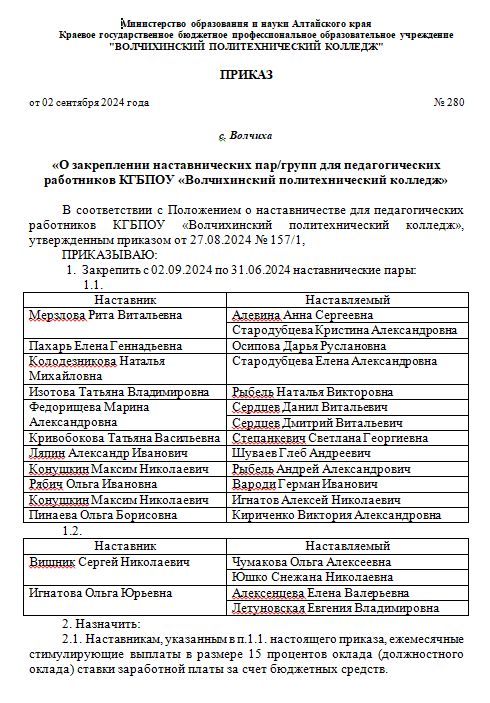 Министерство образования и науки Алтайского края
Краевое государственное бюджетное профессиональное образовательное учреждение
"ВОЛЧИХИНСКИЙ ПОЛИТЕХНИЧЕСКИЙ КОЛЛЕДЖ"
ПРИКАЗ
от 02 сентября 2024 года № 280
с. Волчиха
«О закреплении наставнических пар/групп для педагогических
работников КГБПОУ «Волчихинский политехнический колледж»
В соответствии с Положением о наставничестве для педагогических
работников КГБПОУ «Волчихинский политехнический колледж»,
утвержденным приказом от 27.08.2024 № 157/1,
ПРИКАЗЫВАЮ:
1. Закрепить с 02.09.2024 по 31.06.2024 наставнические пары:
1.1.
Наставник Наставляемый
Мерзлова Рита Витальевна Алевина Анна Сергеевна
Стародубцева Кристина Александровна
Пахарь Елена Геннадьевна Осипова Дарья Руслановна
Колодезникова Наталья Стародубцева Елена Александровна
Михайловна
Изотова Татьяна Владимировна Рыбель Наталья Викторовна
Федорищева Марина Сердцев Данил Витальевич
Александровна Сердцев Дмитрий Витальевич
Кривобокова Татьяна Васильевна Степанкевич Светлана Георгиевна
Ляпин Александр Иванович Шуваев Глеб Андреевич
Конушкин Максим Николаевич Рыбель Андрей Александрович
Рябич Ольга Ивановна Вароди Герман Иванович
Конушкин Максим Николаевич Игнатов Алексей Николаевич
Пинаева Ольга Борисовна Кириченко Виктория Александровна
1.2.
Наставник Наставляемый
Вишник Сергей Николаевич Чумакова Ольга Алексеевна
Юшко Снежана Николаевна
Игнатова Ольга Юрьевна Алексенцева Елена Валерьевна
Летуновская Евгения Владимировна
2. Назначить:
2.1. Наставникам, указанным в п.1.1. настоящего приказа, ежемесячные
стимулирующие выплаты в размере 15 процентов оклада (должностного
оклада) ставки заработной платы за счет бюджетных средств.